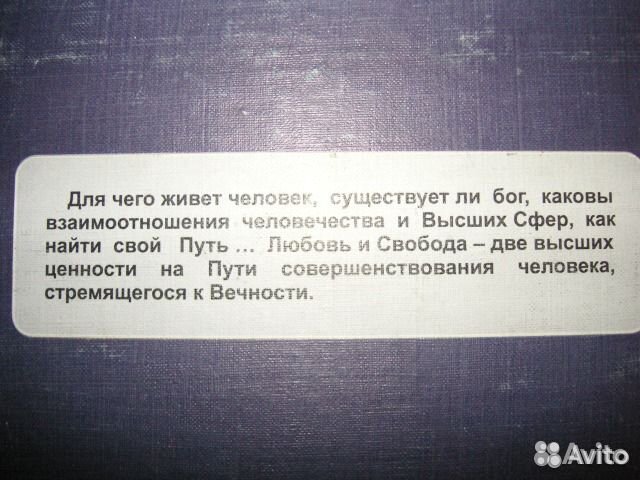 Для чего живет человек, существует ли бог, каковы
взаимоотношения человечества и Высших Сфер, как
найти свой Путь ... Любовь и Свобода – две высших
ценности на Пути совершенствования человека,
стремящегося к Вечности.
Avito